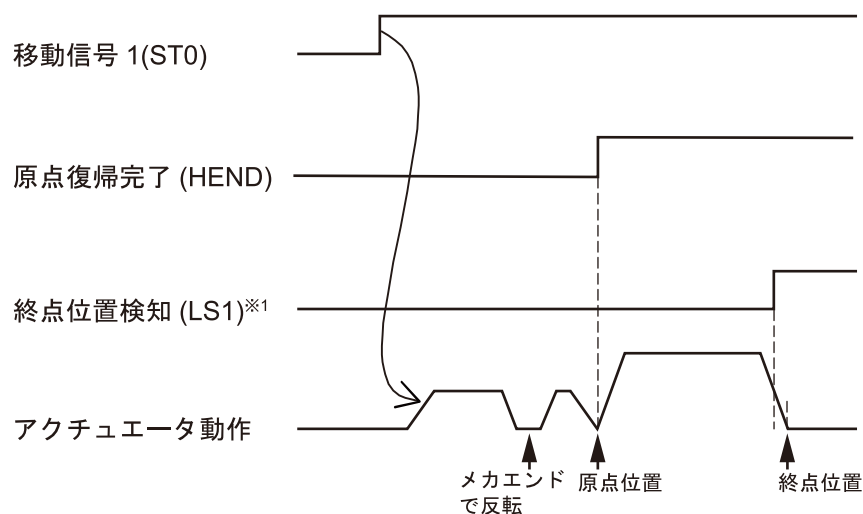 移動信号 1(ST0)
原点復帰完了 (HEND)
終点位置検知 (LS1)※1
アクチュエータ動作
メカエンド
で反転
原点位置
終点位置